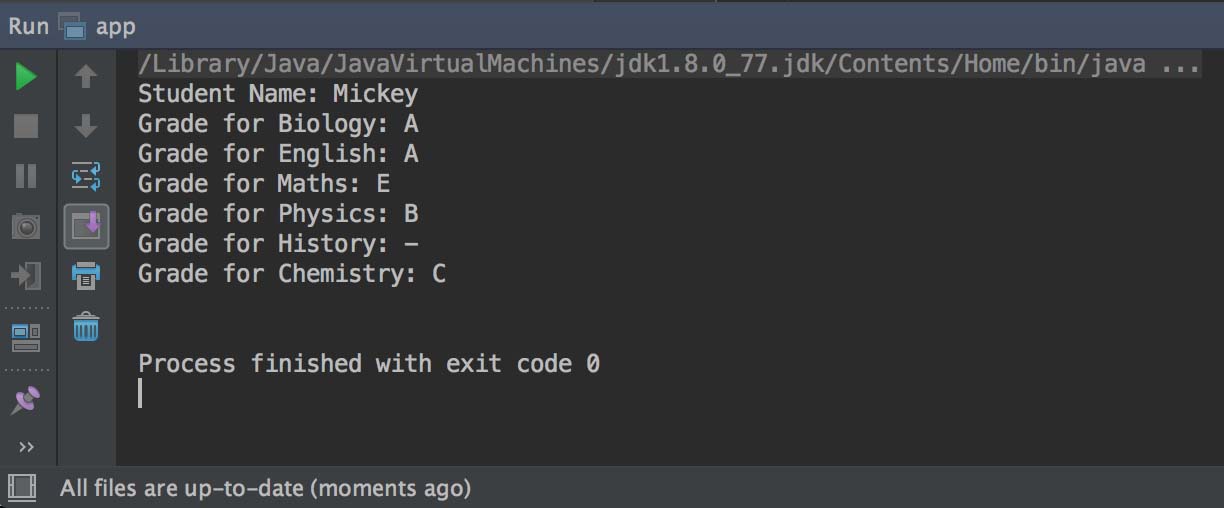 Run app
/Library/Java/JavaVirtualMachines/jdk1.8.0_77.jdk/Contents/Home/bin/java ...
Student Name: Mickey
Grade for Biology: A
Grade for English: A
Grade for Maths: E
Grade for Physics: B
Grade for History: -
Grade for Chemistry: C
Process finished with exit code 0
All files are up-to-date (moments ago)